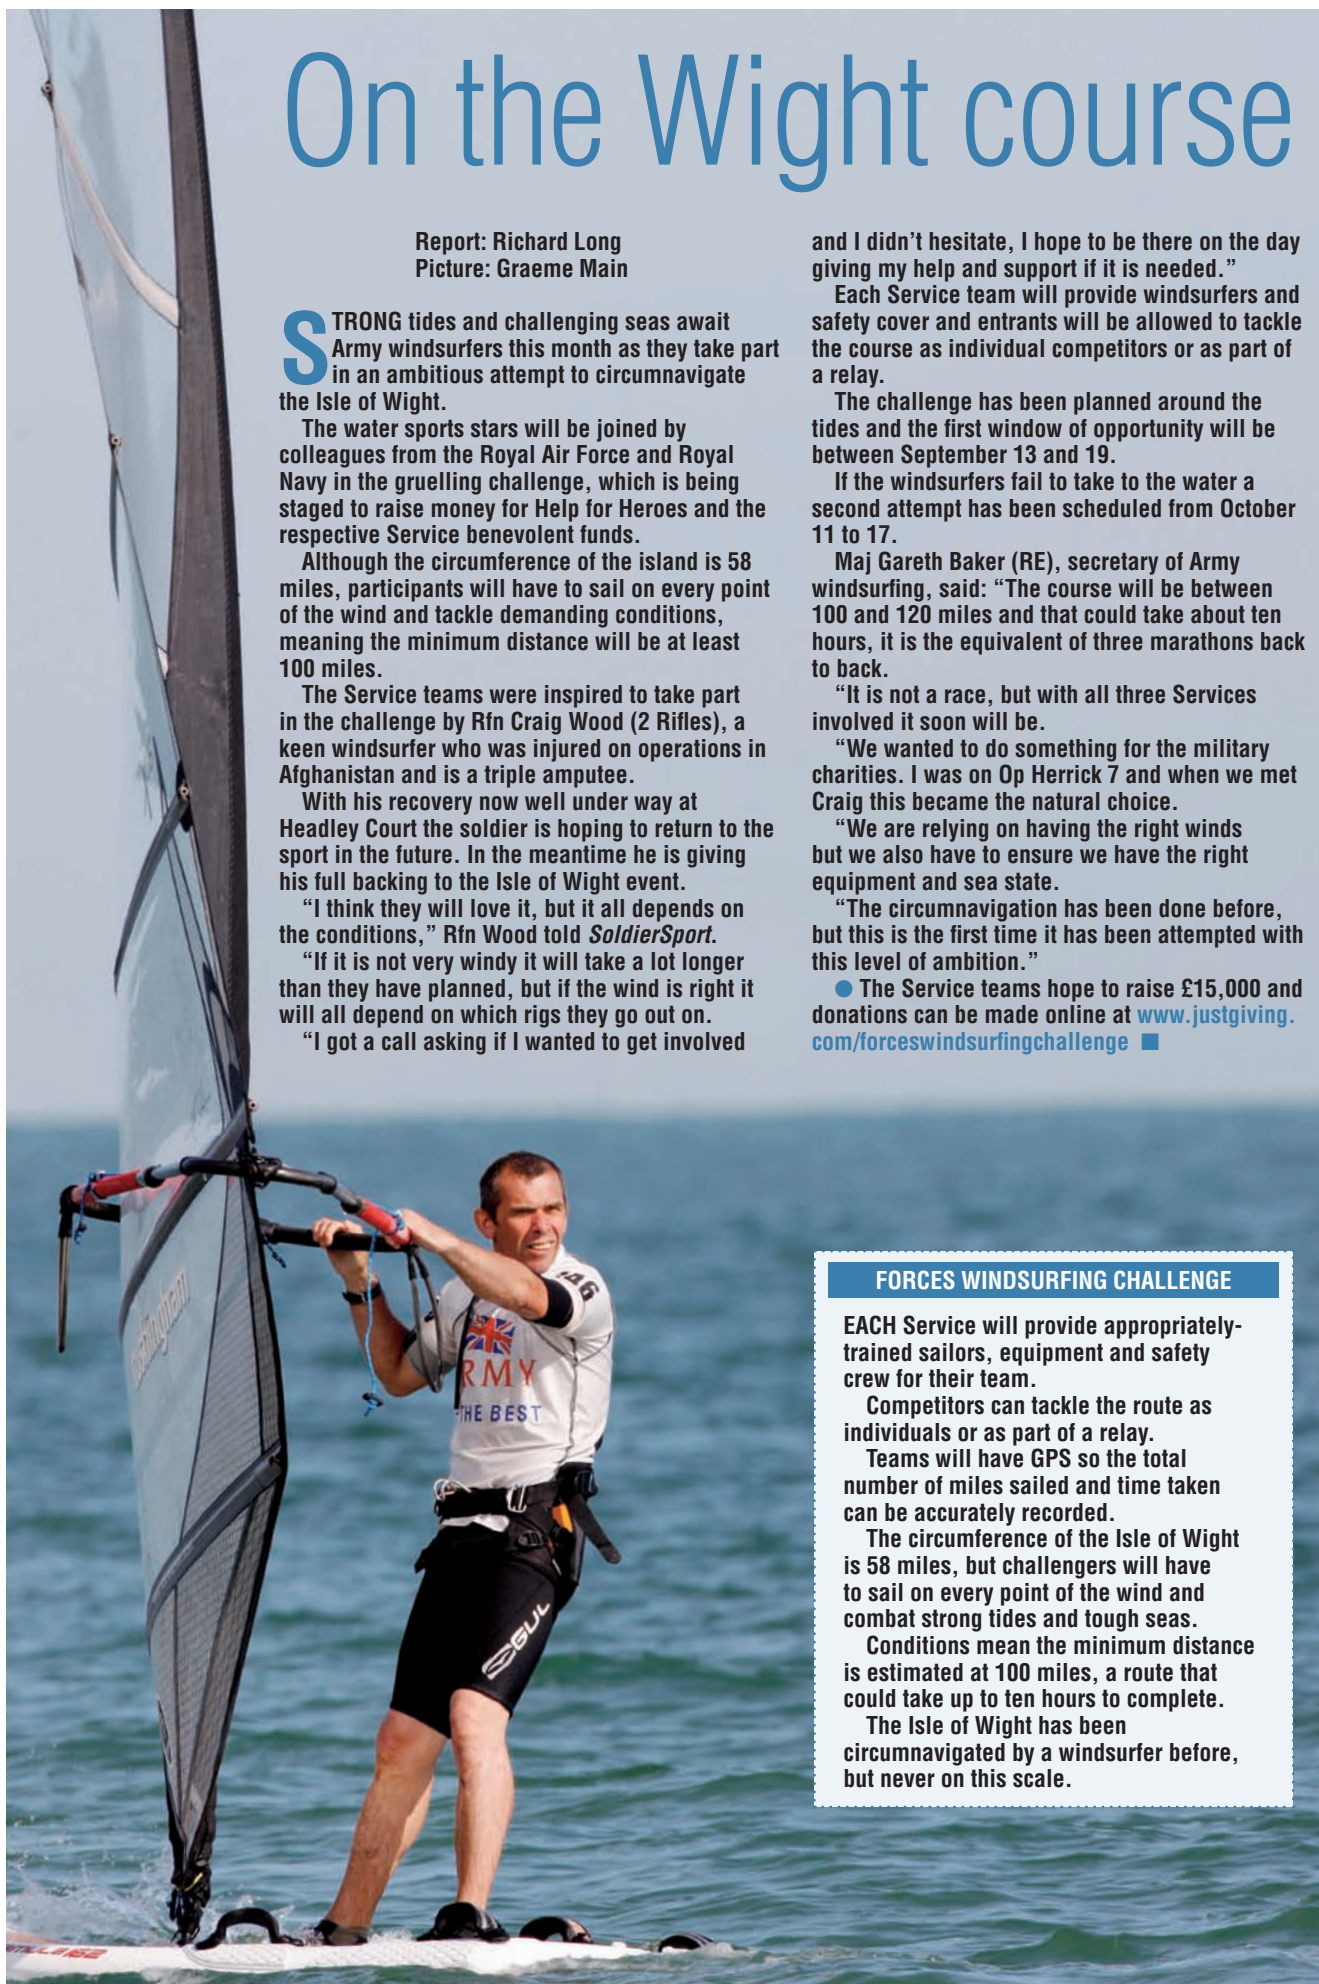 On the Wight course
Report: Richard Long
Picture: Graeme Main
STRONG tides and challenging seas await
Army windsurfers this month as they take part
in an ambitious attempt to circumnavigate
the Isle of Wight.
The water sports stars will be joined by
colleagues from the Royal Air Force and Royal
Navy in the gruelling challenge, which is being
staged to raise money for Help for Heroes and the
respective Service benevolent funds.
Although the circumference of the island is 58
miles, participants will have to sail on every point
of the wind and tackle demanding conditions,
meaning the minimum distance will be at least
100 miles.
The Service teams were inspired to take part
in the challenge by Rfn Craig Wood (2 Rifles), a
keen windsurfer who was injured on operations in
Afghanistan and is a triple amputee.
With his recovery now well under way at
Headley Court the soldier is hoping to return to the
sport in the future. In the meantime he is giving
his full backing to the Isle of Wight event.
“I think they will love it, but it all depends on
the conditions,” Rfn Wood told SoldierSport.
“If it is not very windy it will take a lot longer
than they have planned, but if the wind is right it
will all depend on which rigs they go out on.
“I got a call asking if I wanted to get involved
and I didn’t hesitate, I hope to be there on the day
giving my help and support if it is needed.”
Each Service team will provide windsurfers and
safety cover and entrants will be allowed to tackle
the course as individual competitors or as part of
a relay.
The challenge has been planned around the
tides and the first window of opportunity will be
between September 13 and 19.
If the windsurfers fail to take to the water a
second attempt has been scheduled from October
11 to 17.
Maj Gareth Baker (RE), secretary of Army
windsurfing, said: “The course will be between
100 and 120 miles and that could take about ten
hours, it is the equivalent of three marathons back
to back.
“It is not a race, but with all three Services
involved it soon will be.
“We wanted to do something for the military
charities. I was on Op Herrick 7 and when we met
Craig this became the natural choice.
“We are relying on having the right winds
but we also have to ensure we have the right
equipment and sea state.
“The circumnavigation has been done before,
but this is the first time it has been attempted with
this level of ambition.”
● The Service teams hope to raise £15,000 and
donations can be made online at www.justgiving.
com/forceswindsurfingchallenge ■
FORCES WINDSURFING CHALLENGE
EACH Service will provide appropriately-
trained sailors, equipment and safety
crew for their team.
Competitors can tackle the route as
individuals or as part of a relay.
Teams will have GPS so the total
number of miles sailed and time taken
can be accurately recorded.
The circumference of the Isle of Wight
is 58 miles, but challengers will have
to sail on every point of the wind and
combat strong tides and tough seas.
Conditions mean the minimum distance
is estimated at 100 miles, a route that
could take up to ten hours to complete.
The Isle of Wight has been
circumnavigated by a windsurfer before,
but never on this scale.
RMY
THE BEST
GUL